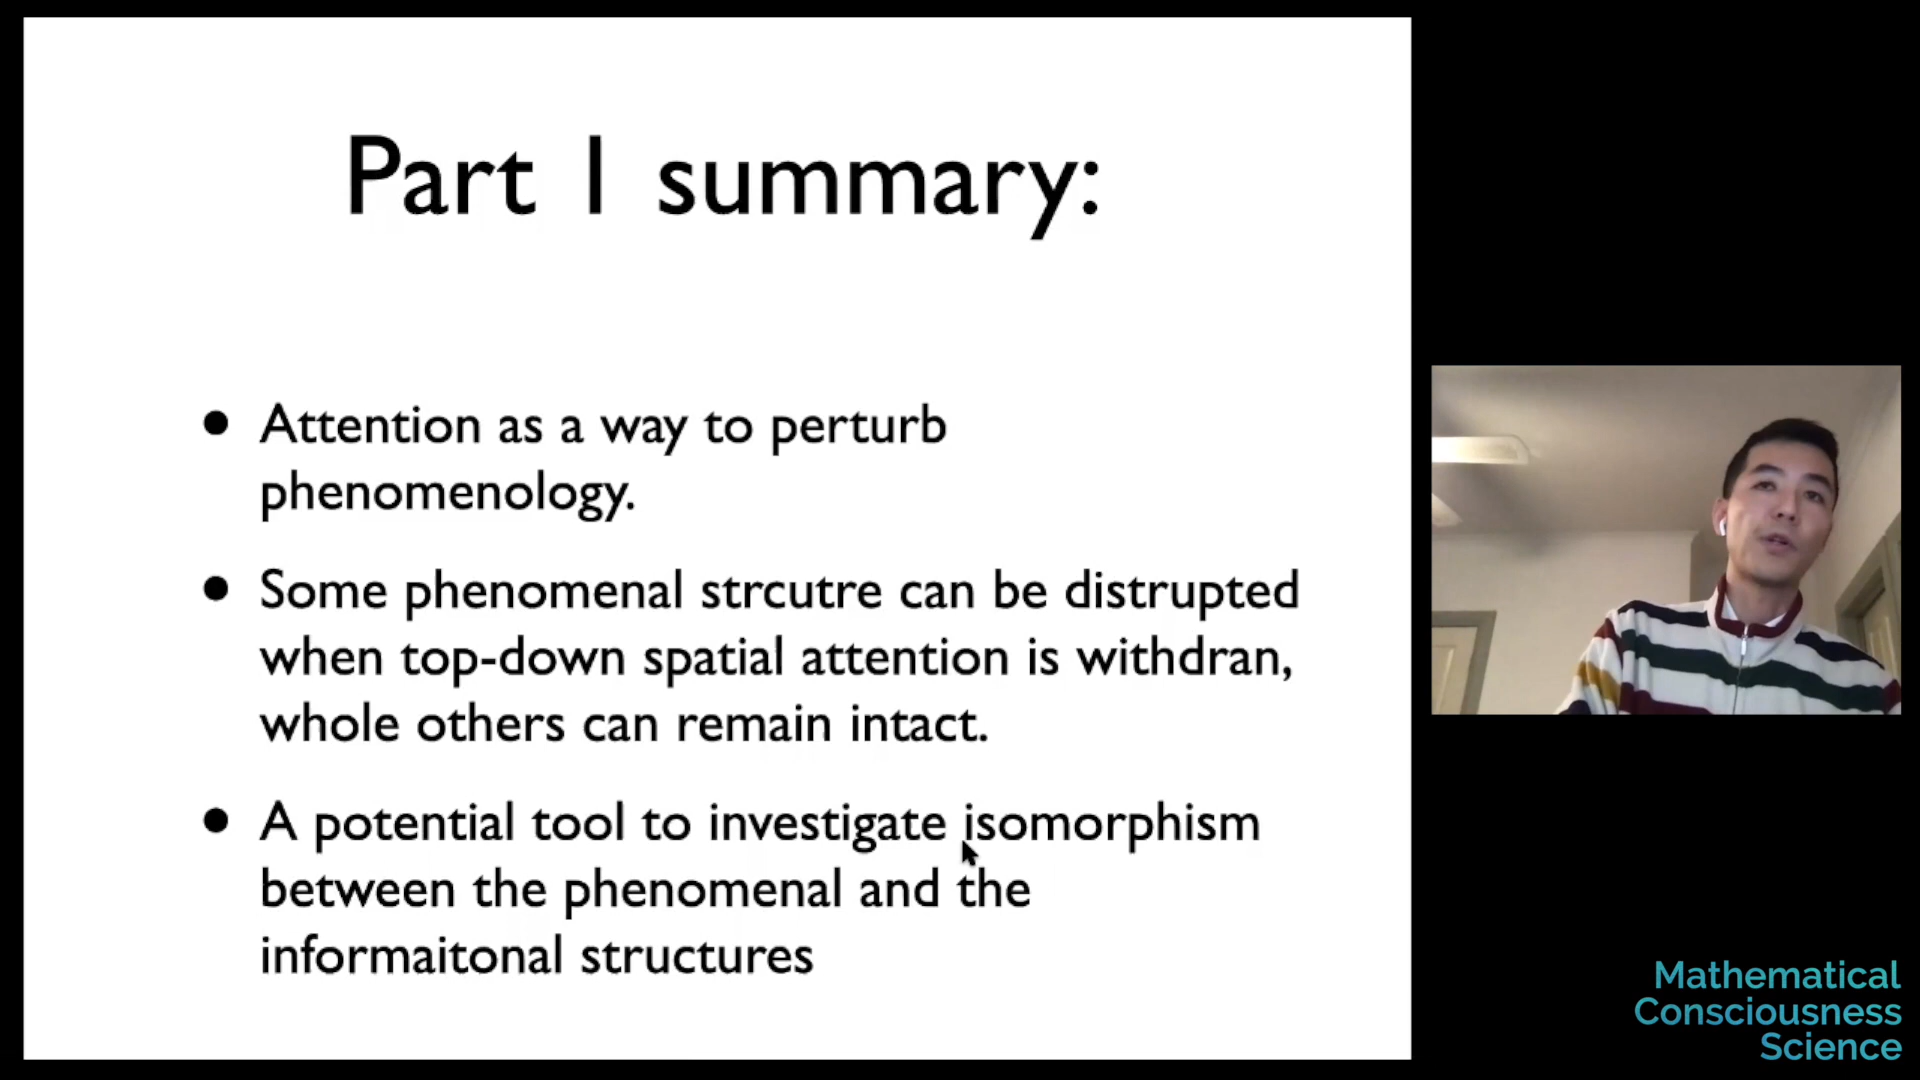 Part 1 summary:
• Attention as a way to perturb
phenomenology.
• Some phenomenal strcutre can be distrupted
when top-down spatial attention is withdran,
whole others can remain intact.
• A potential tool to investigate isomorphism
between the phenomenal and the
informaitonal structures
Mathematical
Consciousness
Science